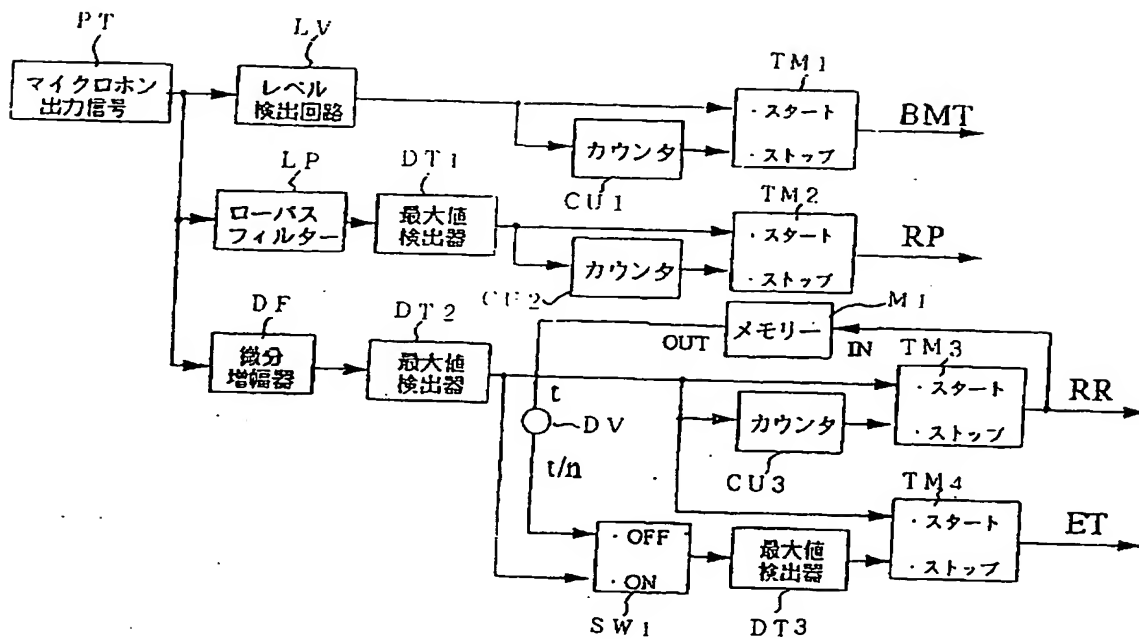 PT
マイクロホン
出力信号
LV
レベル
検出回路
TM1
・スタート
・ストップ
BMT
カウンタ
CU1
LP
ローパス
フィルター
DT1
最大値
検出器
TM2
・スタート
・ストップ
RP
カウンタ
CU2
M1
メモリー
OUT
IN
DF
微分
増幅器
DT2
最大値
検出器
TM3
・スタート
・ストップ
RR
t
DV
t/n
カウンタ
CU3
TM4
・スタート
・ストップ
ET
・OFF
・ON
SW1
最大値
検出器
DT3